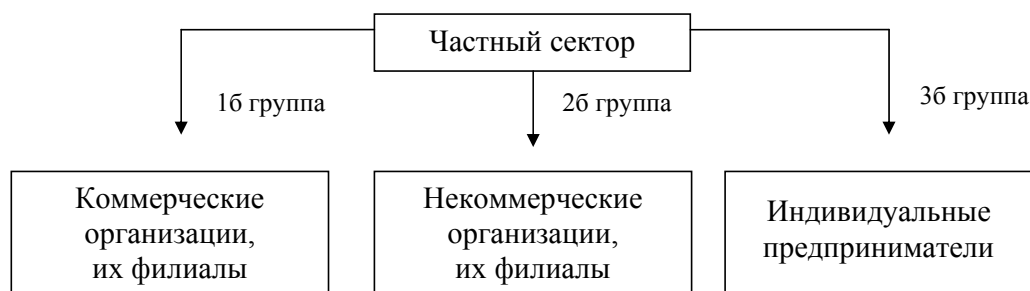 Частный сектор
1б группа
2б группа
3б группа
Коммерческие
организации,
их филиалы
Некоммерческие
организации,
их филиалы
Индивидуальные
предприниматели